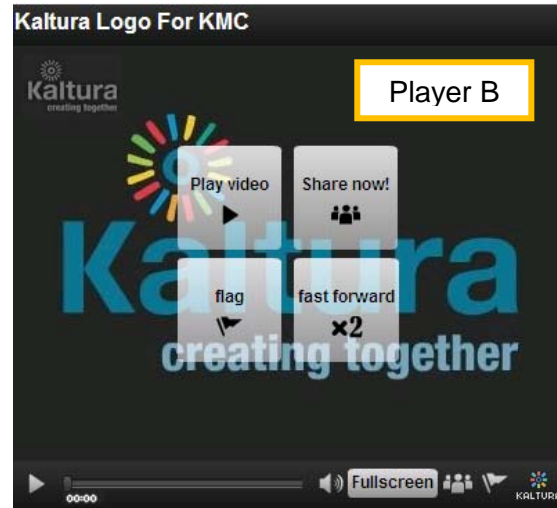 Kaltura Logo For KMC
Kaltura
creating together
Player B
Play video
Share now!
Kaltura
flag
fast forward
×2
creating together
00:00
Fullscreen
KALTURA